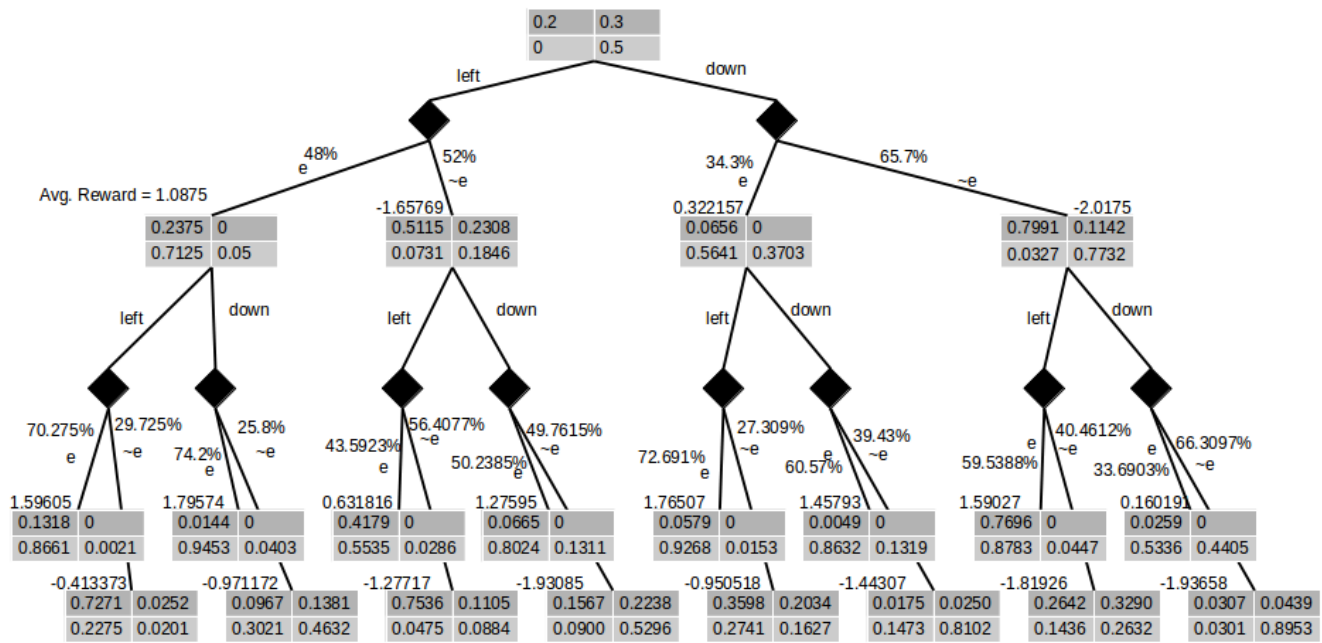 0.2 0.3
0 0.5
left down
48% 52% 34.3% 65.7%
e ~e e ~e
Avg. Reward = 1.0875 -1.65769 0.322157 -2.0175
0.2375 0 0.5115 0.2308 0.0656 0 0.7991 0.1142
0.7125 0.05 0.0731 0.1846 0.5641 0.3703 0.0327 0.7732
left down left down left down left down
70.275% 29.725% 74.2% 25.8% 43.5923% 56.4077% 50.2385% 49.7615% 72.691% 27.309% 60.57% 39.43% 59.5388% 40.4612% 33.6903% 66.3097%
e ~e e ~e e ~e e ~e e ~e e ~e e ~e e ~e
1.59605 1.79574 0.631816 1.27595 1.76507 1.45793 1.59027 0.160191
0.1318 0 0.0144 0 0.4179 0 0.0665 0 0.0579 0 0.0049 0 0.7696 0 0.0259 0
0.8661 0.0021 0.9453 0.0403 0.5535 0.0286 0.8024 0.1311 0.9268 0.0153 0.8632 0.1319 0.8783 0.0447 0.5336 0.4405
-0.413373 -0.971172 -1.27717 -1.93085 -0.950518 -1.44307 -1.81926 -1.93658
0.7271 0.0252 0.0967 0.1381 0.7536 0.1105 0.1567 0.2238 0.3598 0.2034 0.0175 0.0250 0.2642 0.3290 0.0307 0.0439
0.2275 0.0201 0.3021 0.4632 0.0475 0.0884 0.0900 0.5296 0.2741 0.1627 0.1473 0.8102 0.1436 0.2632 0.0301 0.8953